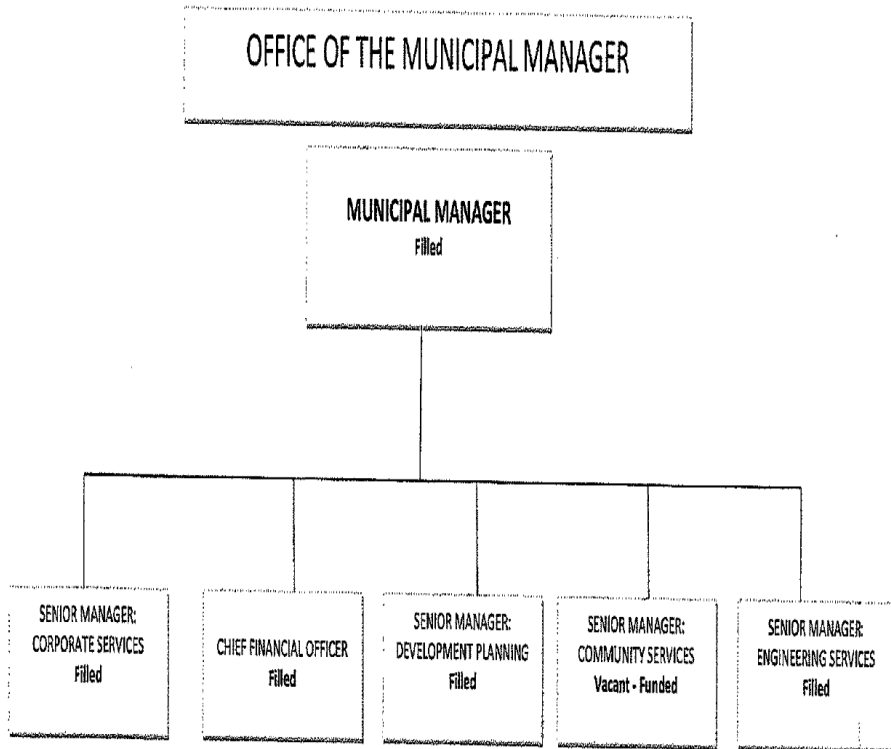 OFFICE OF THE MUNICIPAL MANAGER
MUNICIPAL MANAGER
Filled
SENIOR MANAGER:
CORPORATE SERVICES
Filled
CHIEF FINANCIAL OFFICER
Filled
SENIOR MANAGER:
DEVELOPMENT PLANNING
Filled
SENIOR MANAGER:
COMMUNITY SERVICES
Vacant - Funded
SENIOR MANAGER:
ENGINEERING SERVICES
Filled